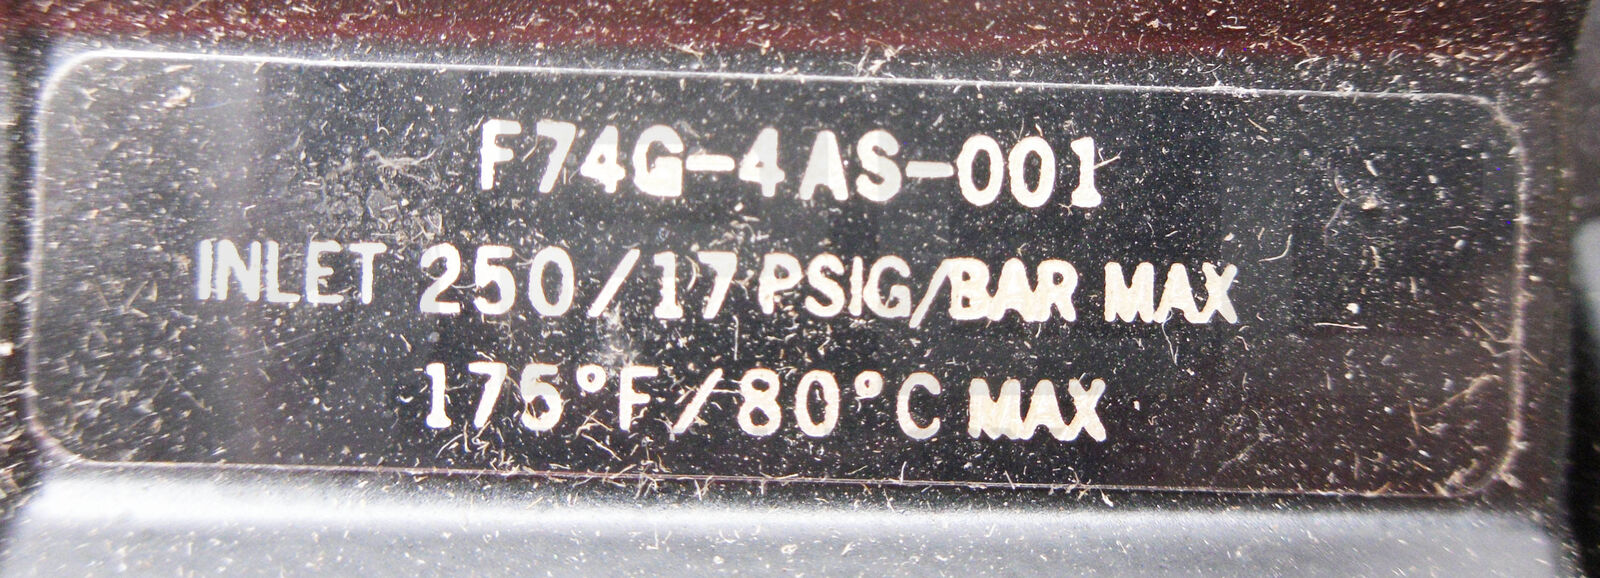 F74G-4AS-001
INLET 250/17 PSIG/BAR MAX
175°F/80°C MAX